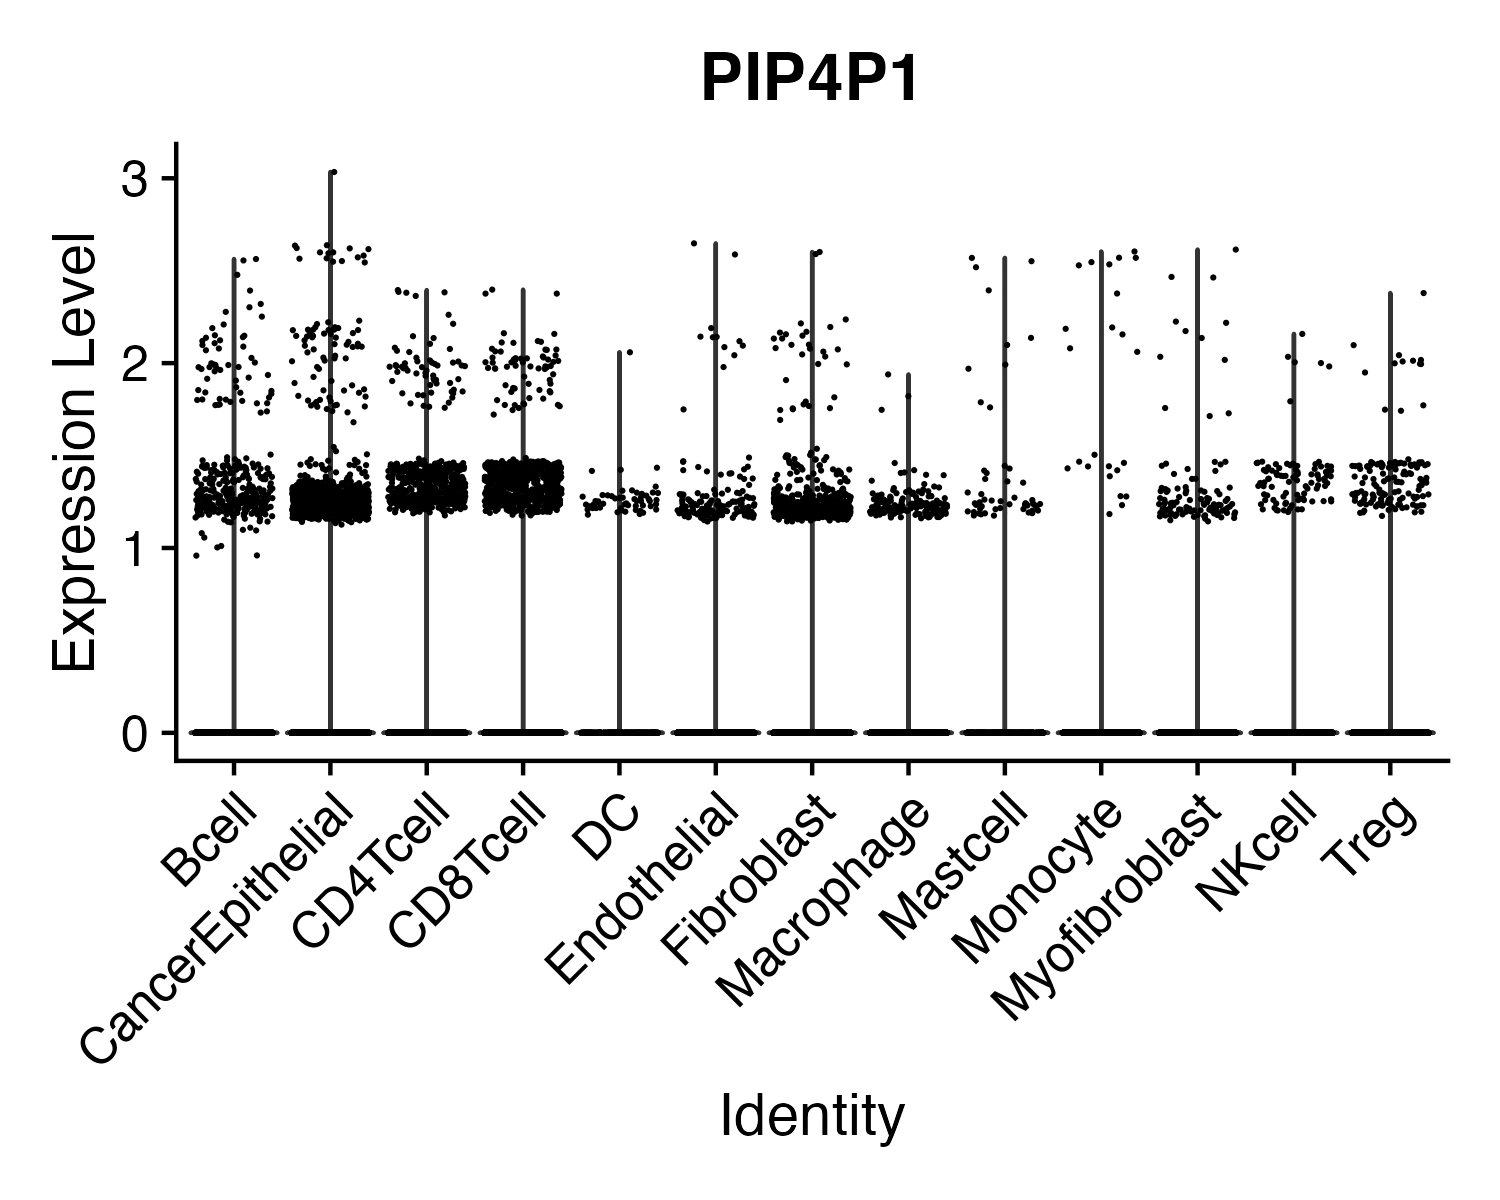 PIP4P1
Expression Level
3
2
1
0
Bcell
CancerEpithelial
CD4Tcell
CD8Tcell
DC
Endothelial
Fibroblast
Macrophage
Mastcell
Monocyte
Myofibroblast
NKcell
Treg
Identity